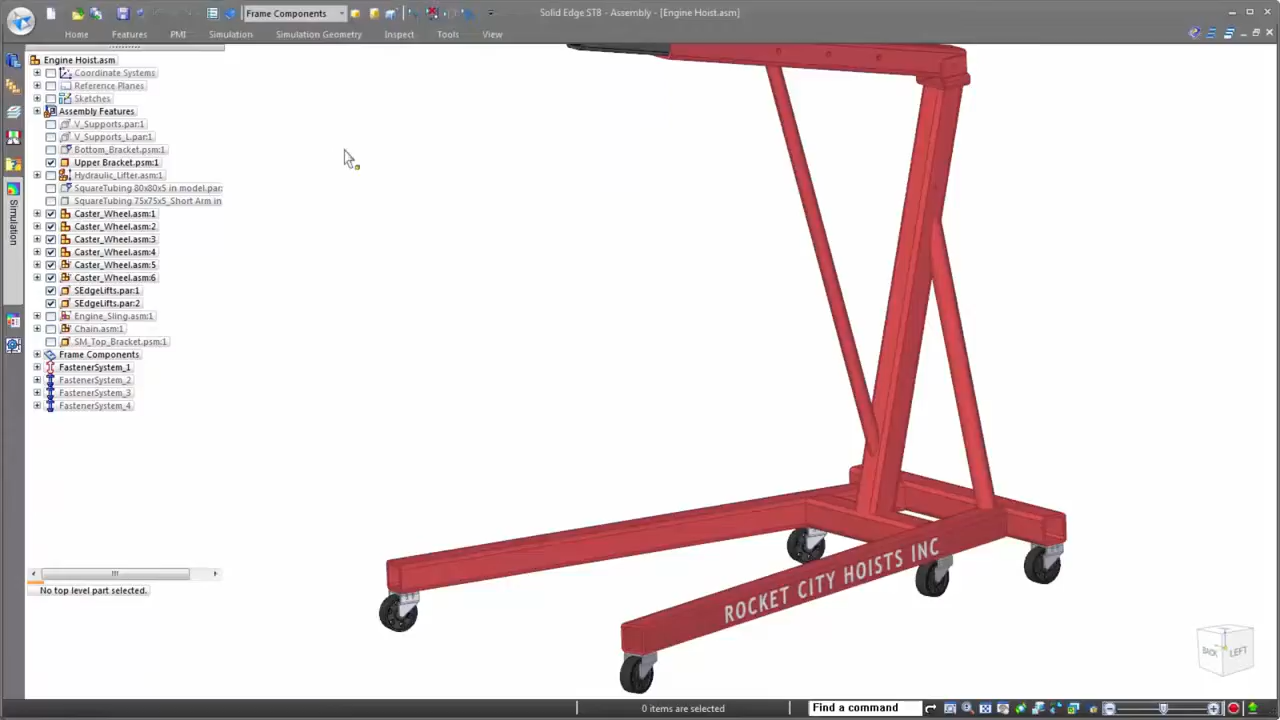 Frame Components
Solid Edge ST8 - Assembly - [Engine Hoist.asm]
Home Features PMI Simulation Simulation Geometry Inspect Tools View
Engine Hoist.asm
Coordinate Systems
Reference Planes
Sketches
Assembly Features
V_Supports.par:1
V_Supports_L.par:1
Bottom_Bracket.psm:1
Upper Bracket.psm:1
Hydraulic_Lifter.asm:1
SquareTubing 80x80x5 in model.par:
SquareTubing 75x75x5_Short Arm in
Caster_Wheel.asm:1
Caster_Wheel.asm:2
Caster_Wheel.asm:3
Caster_Wheel.asm:4
Caster_Wheel.asm:5
Caster_Wheel.asm:6
SEdgeLifts.par:1
SEdgeLifts.par:2
Engine_Sling.asm:1
Chain.asm:1
SM_Top_Bracket.psm:1
Frame Components
FastenerSystem_1
FastenerSystem_2
FastenerSystem_3
FastenerSystem_4
Simulation
No top level part selected.
ROCKET CITY HOISTS INC
BACK LEFT
0 items are selected
Find a command